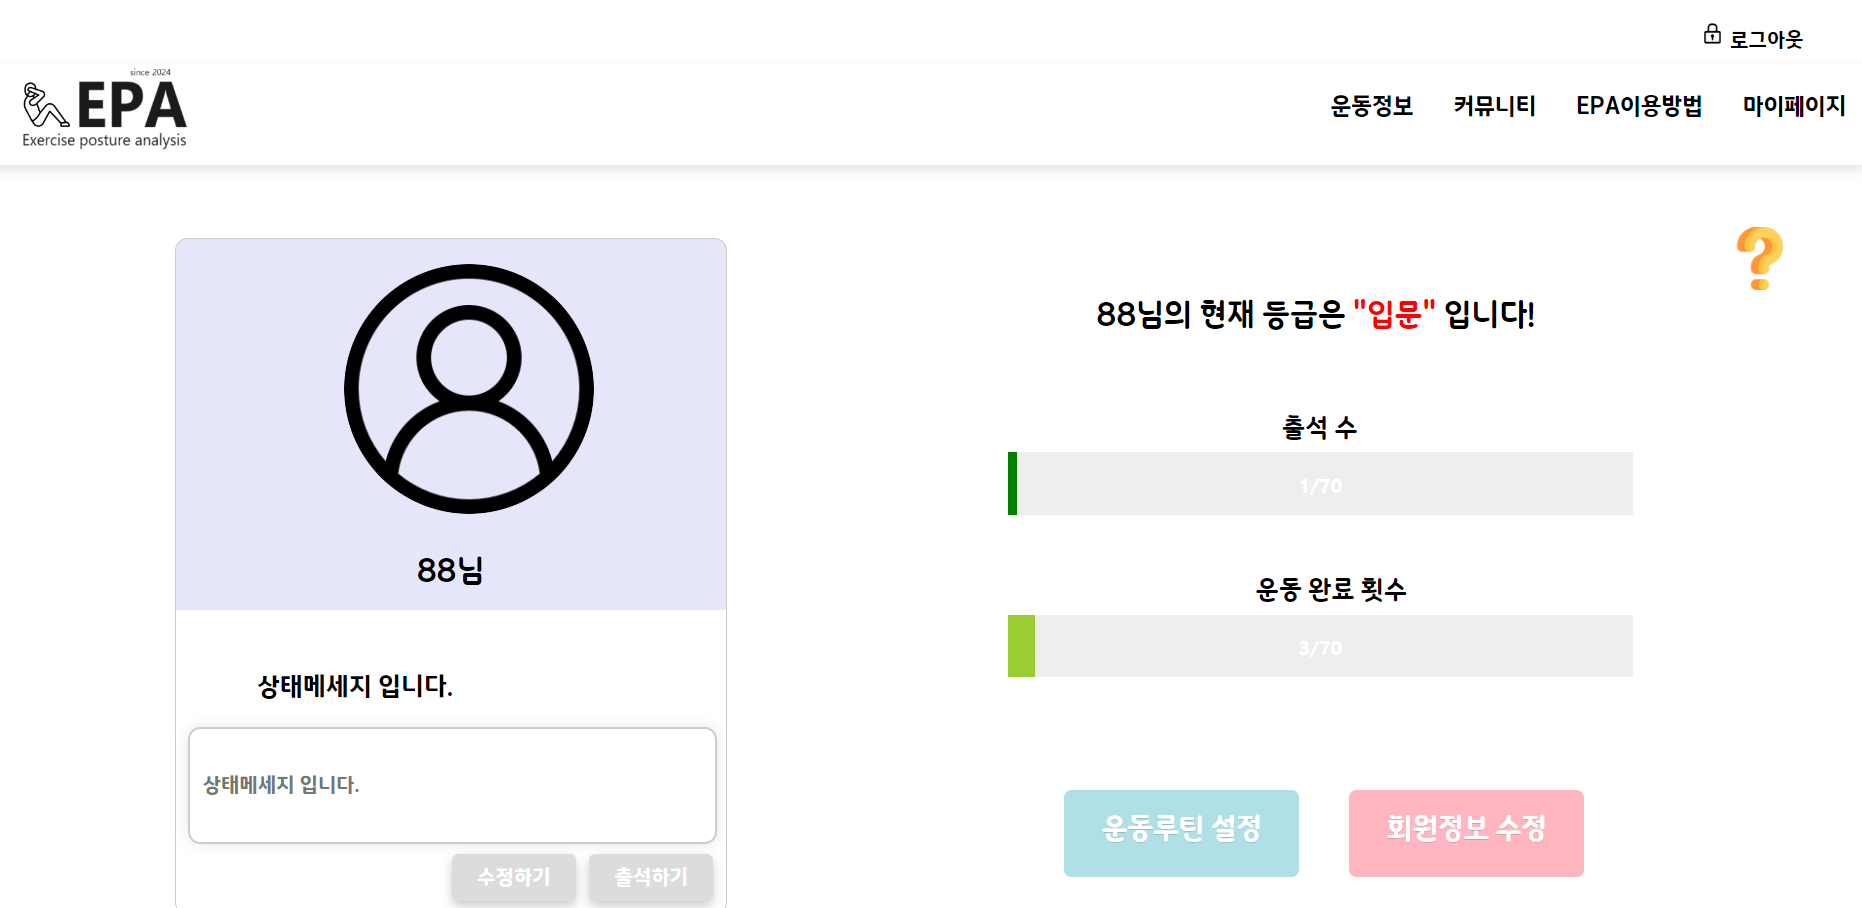 로그아웃
since 2024
EPA
Exercise posture analysis
운동정보 커뮤니티 EPA이용방법 마이페이지
88님
상태메세지 입니다.
상태메세지 입니다.
수정하기 출석하기
88님의 현재 등급은 "입문" 입니다!
출석 수
1/70
운동 완료 횟수
3/70
운동루틴 설정 회원정보 수정